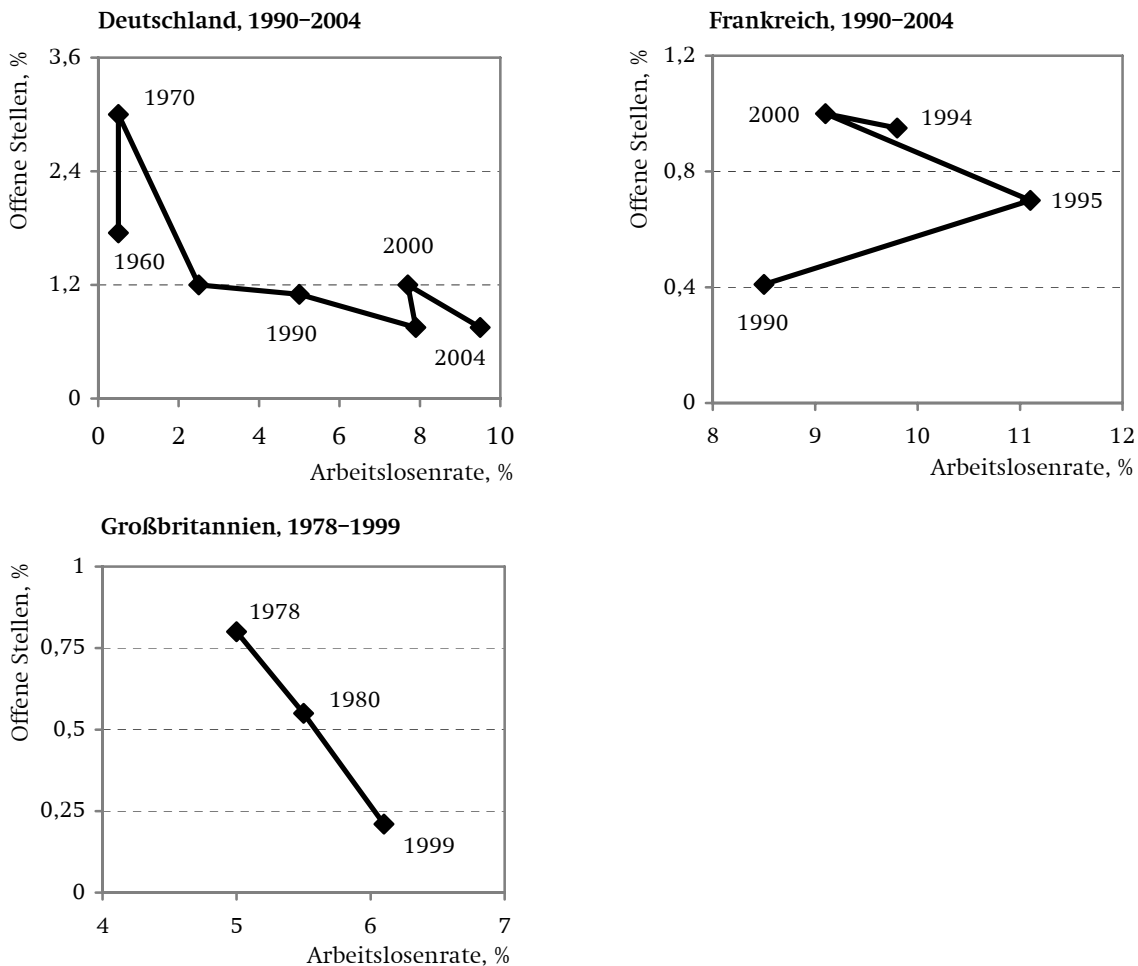 Deutschland, 1990–2004
Offene Stellen, %
3,6
2,4
1,2
0
1970
1960
1990
2000
2004
0 2 4 6 8 10
Arbeitslosenrate, %
Frankreich, 1990–2004
Offene Stellen, %
1,2
0,8
0,4
0
2000
1994
1995
1990
8 9 10 11 12
Arbeitslosenrate, %
Großbritannien, 1978–1999
Offene Stellen, %
1
0,75
0,5
0,25
0
1978
1980
1999
4 5 6 7
Arbeitslosenrate, %